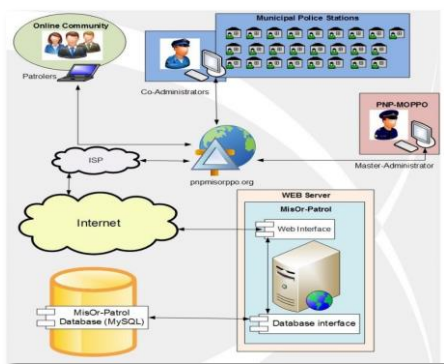 Online Community
Municipal Police Stations
Patrolers
Co-Administrators
PNP-MOPPO
Master-Administrator
ISP
pnpmisorppo.org
Internet
WEB Server
MisOr-Patrol
Web Interface
MisOr-Patrol
Database (MySQL)
Database interface